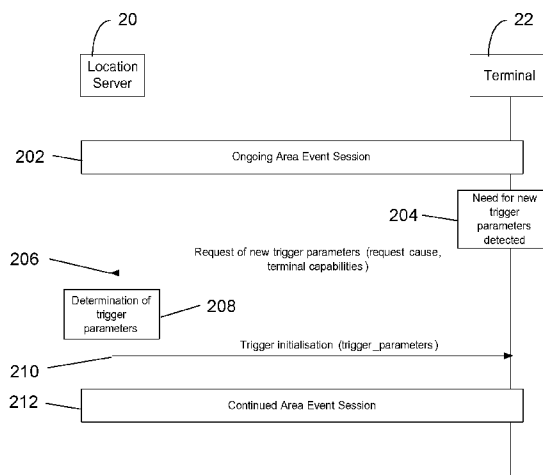 20
22
Location
Server
Terminal
202
Ongoing Area Event Session
204
Need for new
trigger
parameters
detected
206
Request of new trigger parameters (request cause,
terminal capabilities)
Determination of
trigger
parameters
208
210
Trigger initialisation (trigger_parameters)
212
Continued Area Event Session